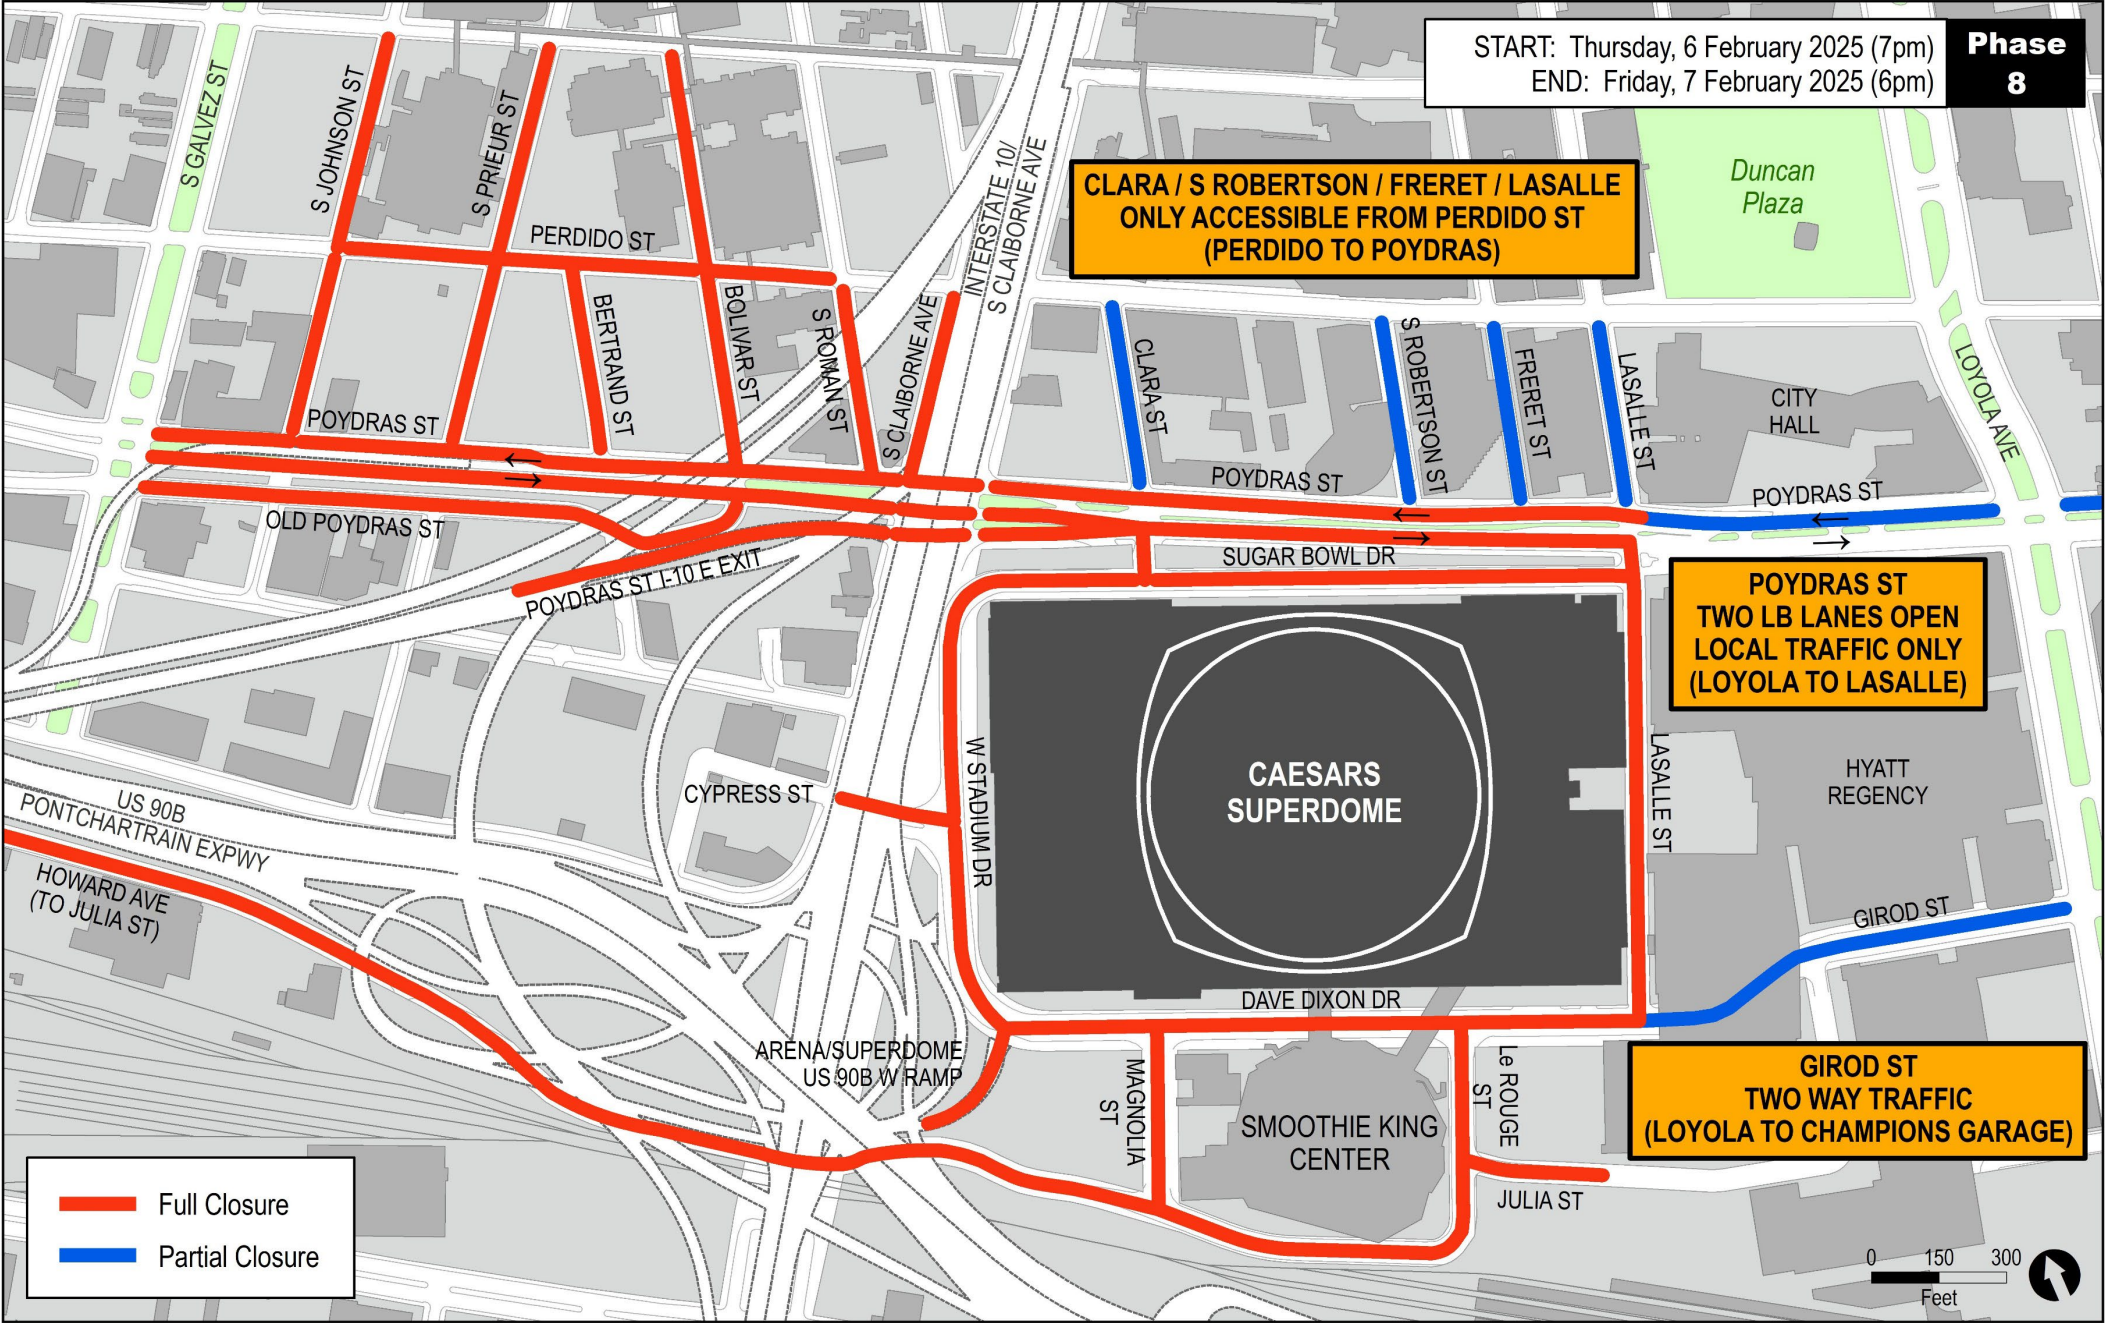 START: Thursday, 6 February 2025 (7pm)
END: Friday, 7 February 2025 (6pm)
Phase
8
S GALVEZ ST
S JOHNSON ST
S PRIEUR ST
PERDIDO ST
BERTRAND ST
BOLIVAR ST
S ROMAN ST
S CLAIBORNE AVE
INTERSTATE 10/
S CLAIBORNE AVE
CLARA / S ROBERTSON / FRERET / LASALLE
ONLY ACCESSIBLE FROM PERDIDO ST
(PERDIDO TO POYDRAS)
Duncan
Plaza
CLARA ST
S ROBERTSON ST
FRERET ST
LASALLE ST
CITY
HALL
LOYOLA AVE
POYDRAS ST
POYDRAS ST
POYDRAS ST
OLD POYDRAS ST
POYDRAS ST I-10 E EXIT
SUGAR BOWL DR
POYDRAS ST
TWO LB LANES OPEN
LOCAL TRAFFIC ONLY
(LOYOLA TO LASALLE)
W STADIUM DR
CAESARS
SUPERDOME
LASALLE ST
HYATT
REGENCY
CYPRESS ST
US 90B
PONTCHARTRAIN EXPWY
HOWARD AVE
(TO JULIA ST)
GIROD ST
DAVE DIXON DR
ARENA/SUPERDOME
US 90B W RAMP
MAGNOLIA
ST
SMOOTHIE KING
CENTER
Le ROUGE
ST
JULIA ST
GIROD ST
TWO WAY TRAFFIC
(LOYOLA TO CHAMPIONS GARAGE)
Full Closure
Partial Closure
0 150 300
Feet